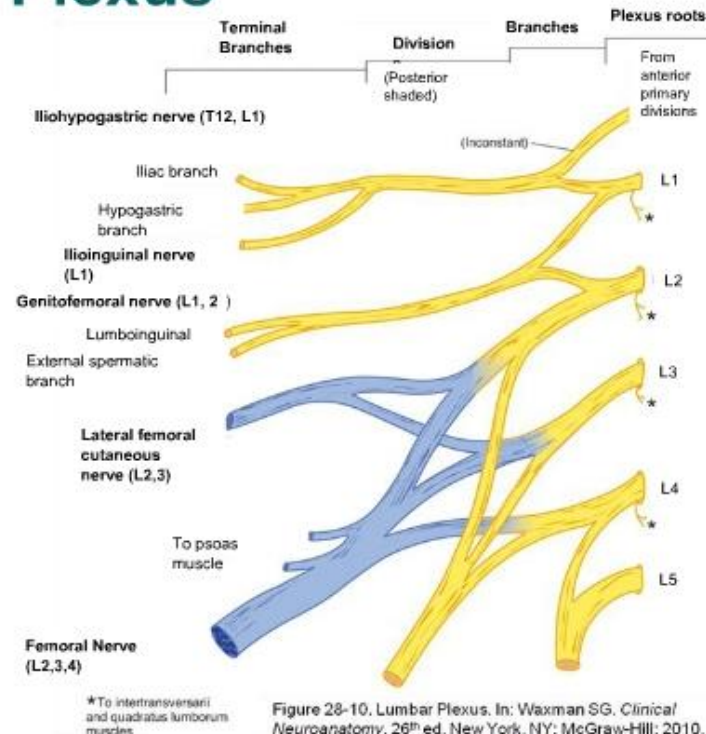 Plexus
Terminal
Branches
Division
(Posterior
shaded)
Branches
Plexus roots
From
anterior
primary
divisions
Iliohypogastric nerve (T12, L1)
(Inconstant)
Iliac branch
L1
Hypogastric
branch
*
Ilioinguinal nerve
(L1)
L2
Genitofemoral nerve (L1, 2 )
*
Lumboinguinal
External spermatic
branch
L3
*
Lateral femoral
cutaneous
nerve (L2,3)
L4
*
To psoas
muscle
L5
Femoral Nerve
(L2,3,4)
*To intertransversarii
and quadratus lumborum
muscles
Figure 28-10. Lumbar Plexus. In: Waxman SG. Clinical
Neuroanatomy. 26th ed. New York, NY: McGraw-Hill; 2010.